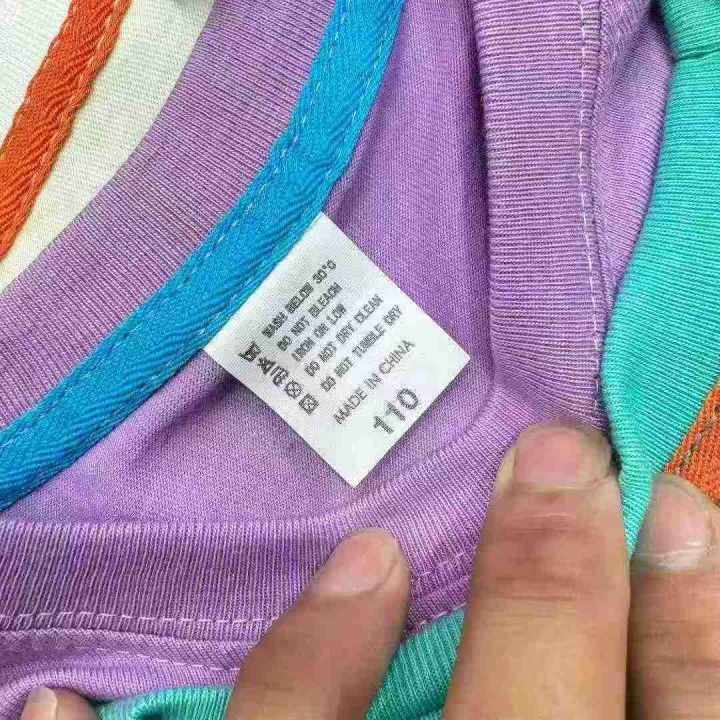 WASH BELOW 30°C
DO NOT BLEACH
IRON ON LOW
DO NOT DRY CLEAN
DO NOT TUMBLE DRY
MADE IN CHINA
110